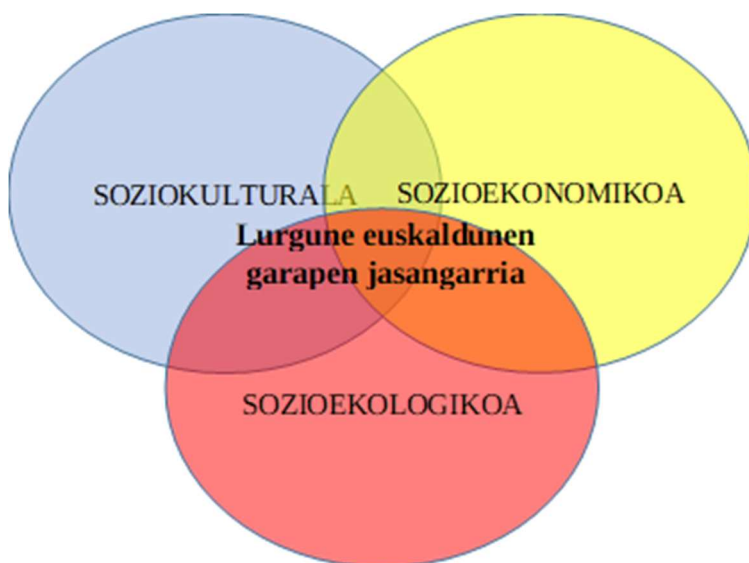 SOZIOKULTURALA
SOZIOEKONOMIKOA
Lurgune euskaldunen
garapen jasangarria
SOZIOEKOLOGIKOA